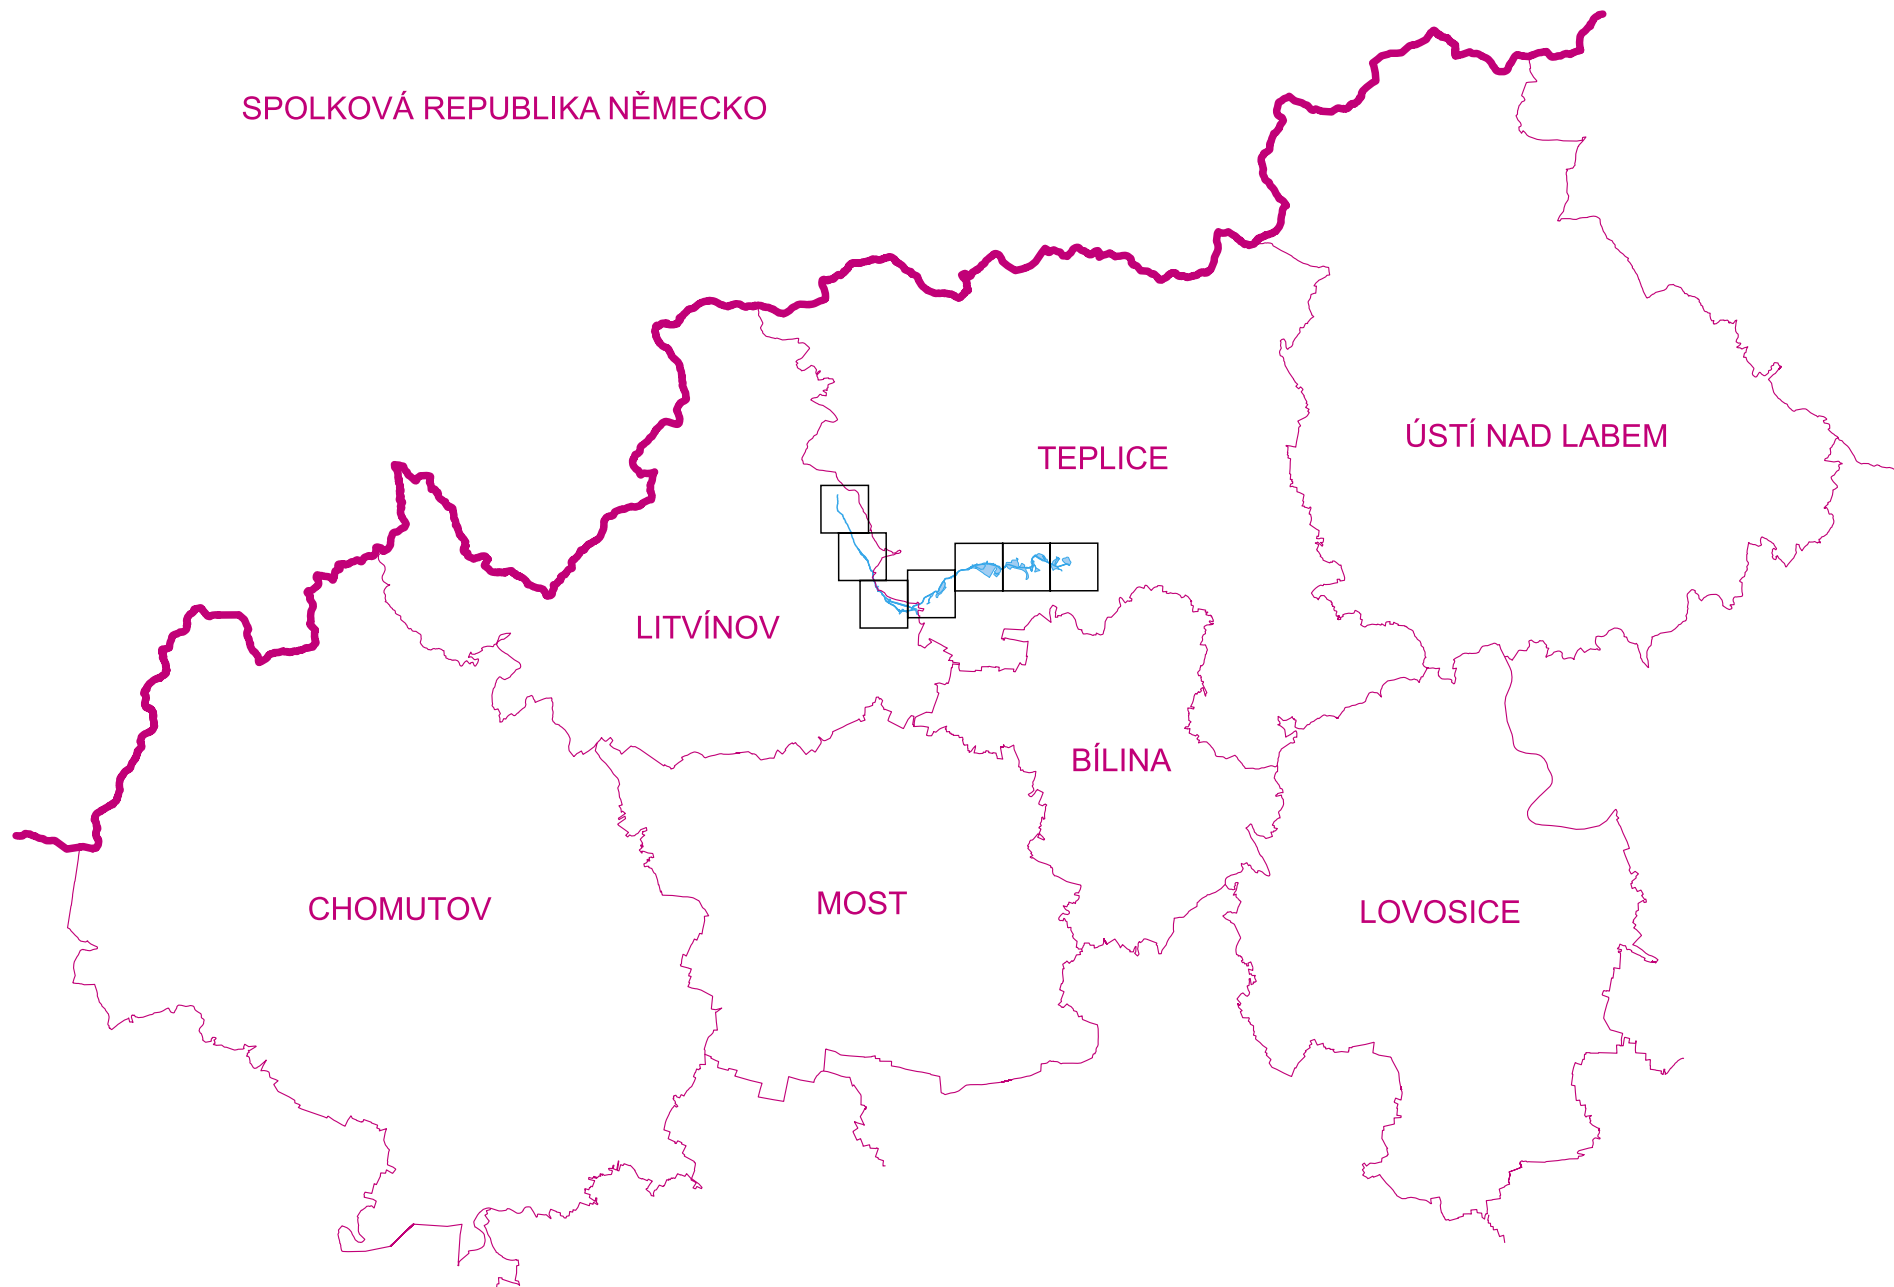 SPOLKOVÁ REPUBLIKA NĚMECKO
ÚSTÍ NAD LABEM
TEPLICE
LITVÍNOV
BÍLINA
MOST
CHOMUTOV
LOVOSICE